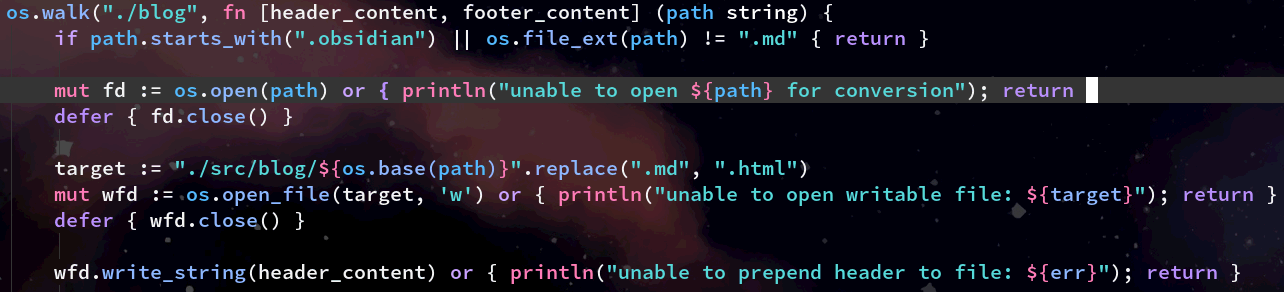 os.walk("./blog", fn [header_content, footer_content] (path string) {
    if path.starts_with(".obsidian") || os.file_ext(path) != ".md" { return }
    mut fd := os.open(path) or { println("unable to open ${path} for conversion"); return
    defer { fd.close() }
    target := "./src/blog/${os.base(path)}".replace(".md", ".html")
    mut wfd := os.open_file(target, 'w') or { println("unable to open writable file: ${target}"); return }
    defer { wfd.close() }
    wfd.write_string(header_content) or { println("unable to prepend header to file: ${err}"); return }